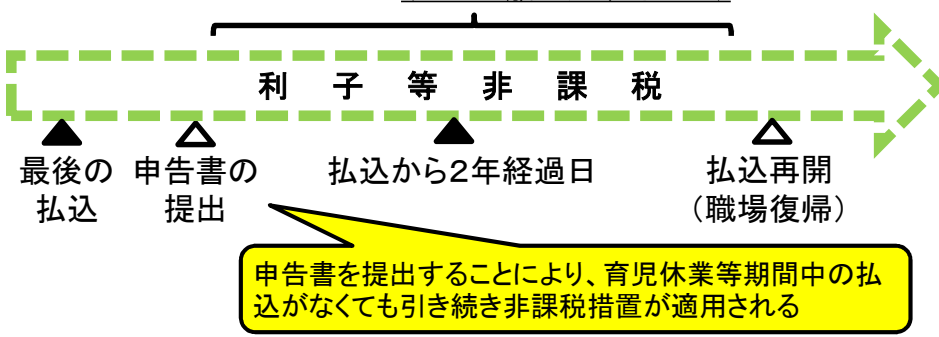 利子等非課税
最後の
払込
申告書の
提出
払込から2年経過日
払込再開
（職場復帰）
申告書を提出することにより、育児休業等期間中の払
込がなくても引き続き非課税措置が適用される